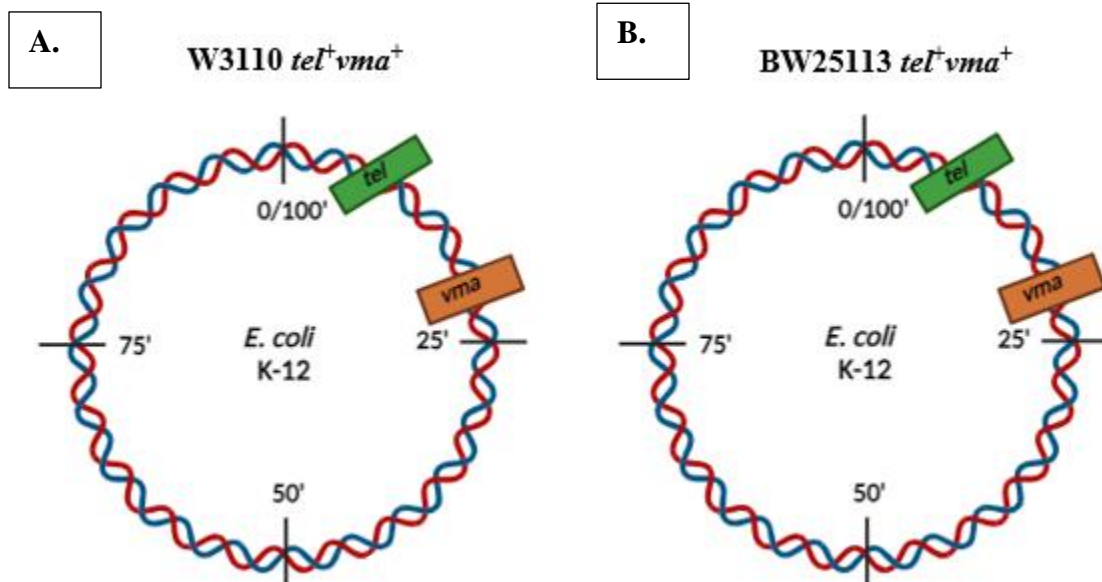 A.
W3110 tel⁺vma⁺
tel
0/100'
vma
75'
E. coli
K-12
25'
50'
B.
BW25113 tel⁺vma⁺
tel
0/100'
vma
75'
E. coli
K-12
25'
50'